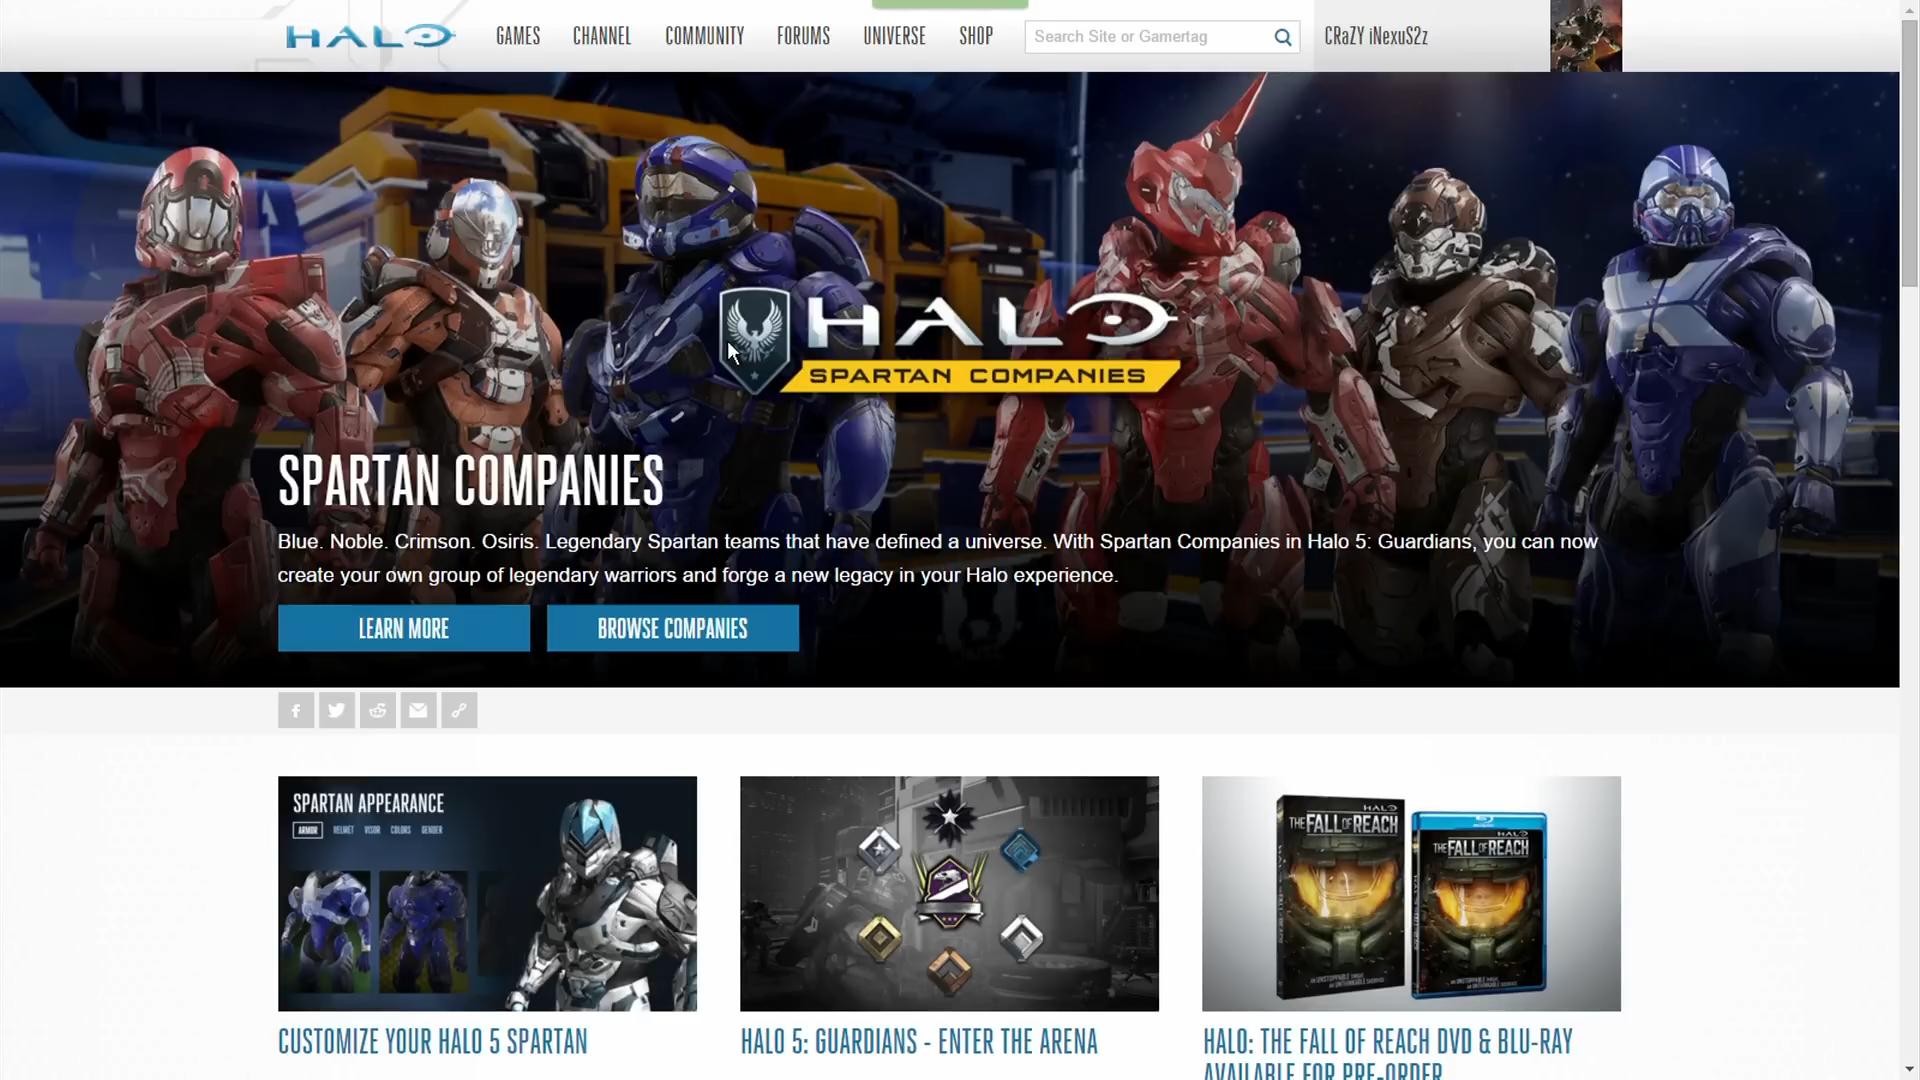 HALO
GAMES
CHANNEL
COMMUNITY
FORUMS
UNIVERSE
SHOP
Search Site or Gamertag
CRaZY iNexuS2z
HALO
SPARTAN COMPANIES
SPARTAN COMPANIES
Blue. Noble. Crimson. Osiris. Legendary Spartan teams that have defined a universe. With Spartan Companies in Halo 5: Guardians, you can now
create your own group of legendary warriors and forge a new legacy in your Halo experience.
LEARN MORE
BROWSE COMPANIES
SPARTAN APPEARANCE
ARMOR HELMET VISOR COLORS GENDER
HALO
THE FALL OF REACH
HALO
THE FALL OF REACH
CUSTOMIZE YOUR HALO 5 SPARTAN
HALO 5: GUARDIANS - ENTER THE ARENA
HALO: THE FALL OF REACH DVD & BLU-RAY
AVAILABLE FOR PRE-ORDER